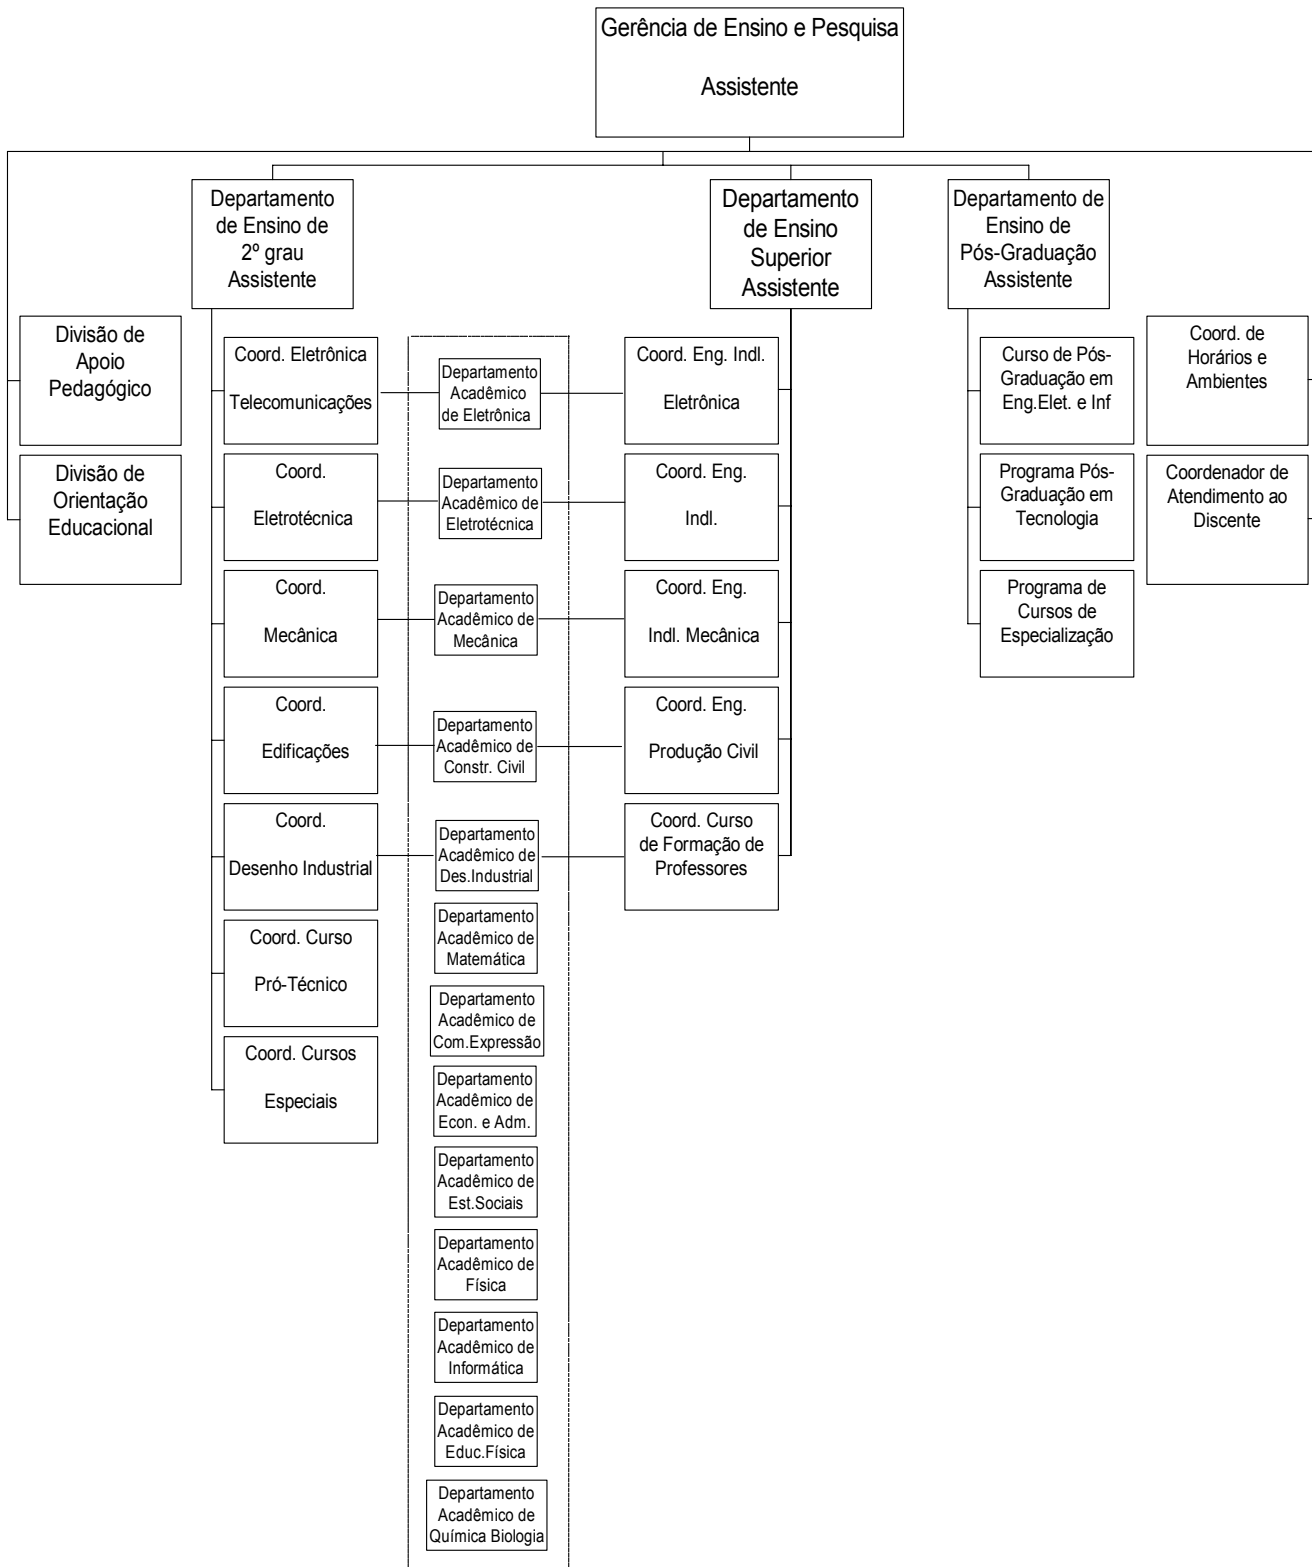 Gerência de Ensino e Pesquisa
Assistente
Departamento
de Ensino de
2º grau
Assistente
Departamento
de Ensino
Superior
Assistente
Departamento de
Ensino de
Pós-Graduação
Assistente
Divisão de
Apoio
Pedagógico
Divisão de
Orientação
Educacional
Coord. Eletrônica
Telecomunicações
Coord.
Eletrotécnica
Coord.
Mecânica
Coord.
Edificações
Coord.
Desenho Industrial
Coord. Curso
Pró-Técnico
Coord. Cursos
Especiais
Departamento
Acadêmico
de Eletrônica
Departamento
Acadêmico de
Eletrotécnica
Departamento
Acadêmico de
Mecânica
Departamento
Acadêmico de
Constr. Civil
Departamento
Acadêmico de
Des.Industrial
Departamento
Acadêmico de
Matemática
Departamento
Acadêmico de
Com.Expressão
Departamento
Acadêmico de
Econ. e Adm.
Departamento
Acadêmico de
Est.Sociais
Departamento
Acadêmico de
Física
Departamento
Acadêmico de
Informática
Departamento
Acadêmico de
Educ.Física
Departamento
Acadêmico de
Química Biologia
Coord. Eng. Indl.
Eletrônica
Coord. Eng.
Indl.
Coord. Eng.
Indl. Mecânica
Coord. Eng.
Produção Civil
Coord. Curso
de Formação de
Professores
Curso de Pós-
Graduação em
Eng.Elet. e Inf
Programa Pós-
Graduação em
Tecnologia
Programa de
Cursos de
Especialização
Coord. de
Horários e
Ambientes
Coordenador de
Atendimento ao
Discente